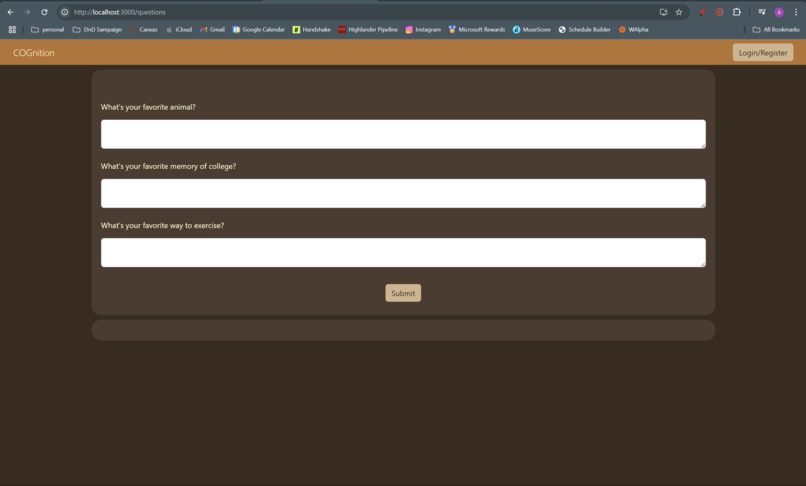 http://localhost:3000/questions
personal DnD Sampaign Canvas iCloud Gmail Google Calendar Handshake Highlander Pipeline Instagram Microsoft Rewards MuseScore Schedule Builder WAlpha All Bookmarks
COGnition Login/Register
What's your favorite animal?
What's your favorite memory of college?
What's your favorite way to exercise?
Submit